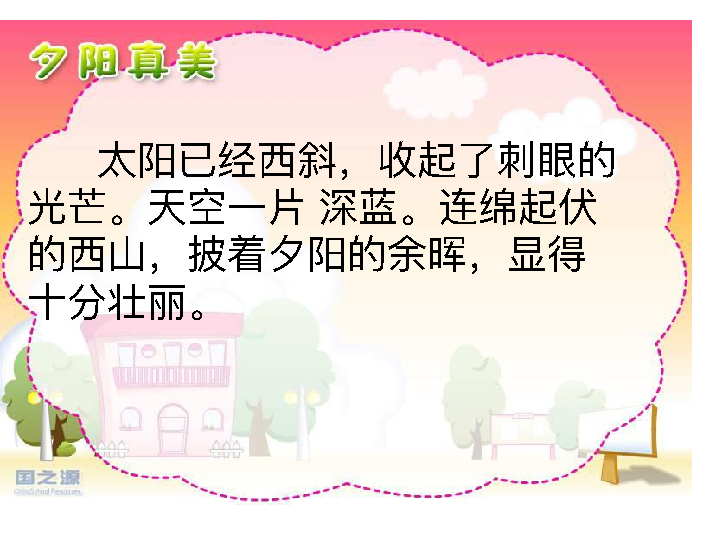 夕阳真美
太阳已经西斜，收起了刺眼的
光芒。天空一片 深蓝。连绵起伏
的西山，披着夕阳的余晖，显得
十分壮丽。
国之源